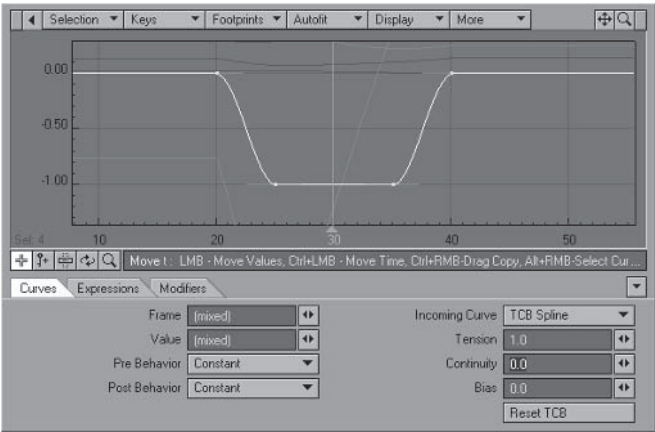 Selection Keys Footprints Autofit Display More
0.00
-0.50
-1.00
Sel: 4 10 20 30 40 50
Move t : LMB - Move Values, Ctrl+LMB - Move Time, Ctrl+RMB-Drag Copy, Alt+RMB-Select Cur...
Curves Expressions Modifiers
Frame (mixed) Incoming Curve TCB Spline
Value (mixed) Tension 1.0
Pre Behavior Constant Continuity 0.0
Post Behavior Constant Bias 0.0
Reset TCB